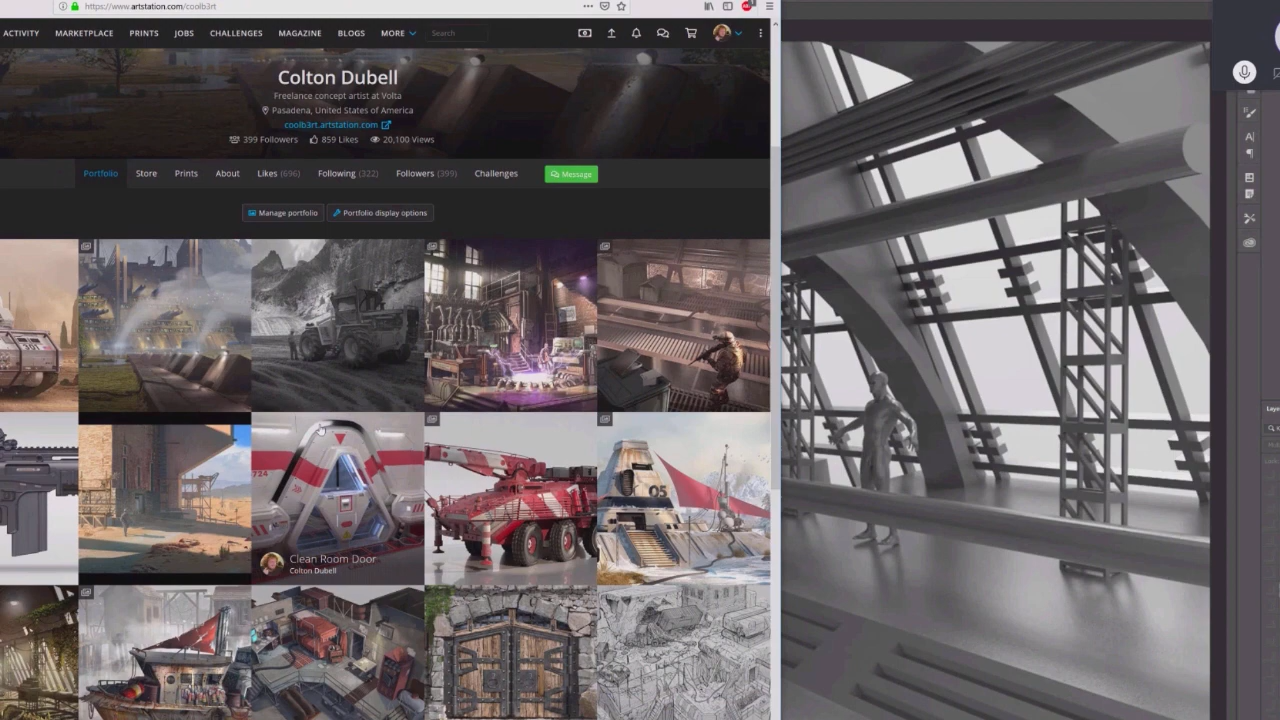 https://www.artstation.com/coolb3rt
ACTIVITY MARKETPLACE PRINTS JOBS CHALLENGES MAGAZINE BLOGS MORE Search
Colton Dubell
Freelance concept artist at Volta
Pasadena, United States of America
coolb3rt.artstation.com
399 Followers 859 Likes 20,100 Views
Portfolio Store Prints About Likes (696) Following (322) Followers (399) Challenges Message
Manage portfolio Portfolio display options
Laye
724
05
Clean Room Door
Colton Dubell